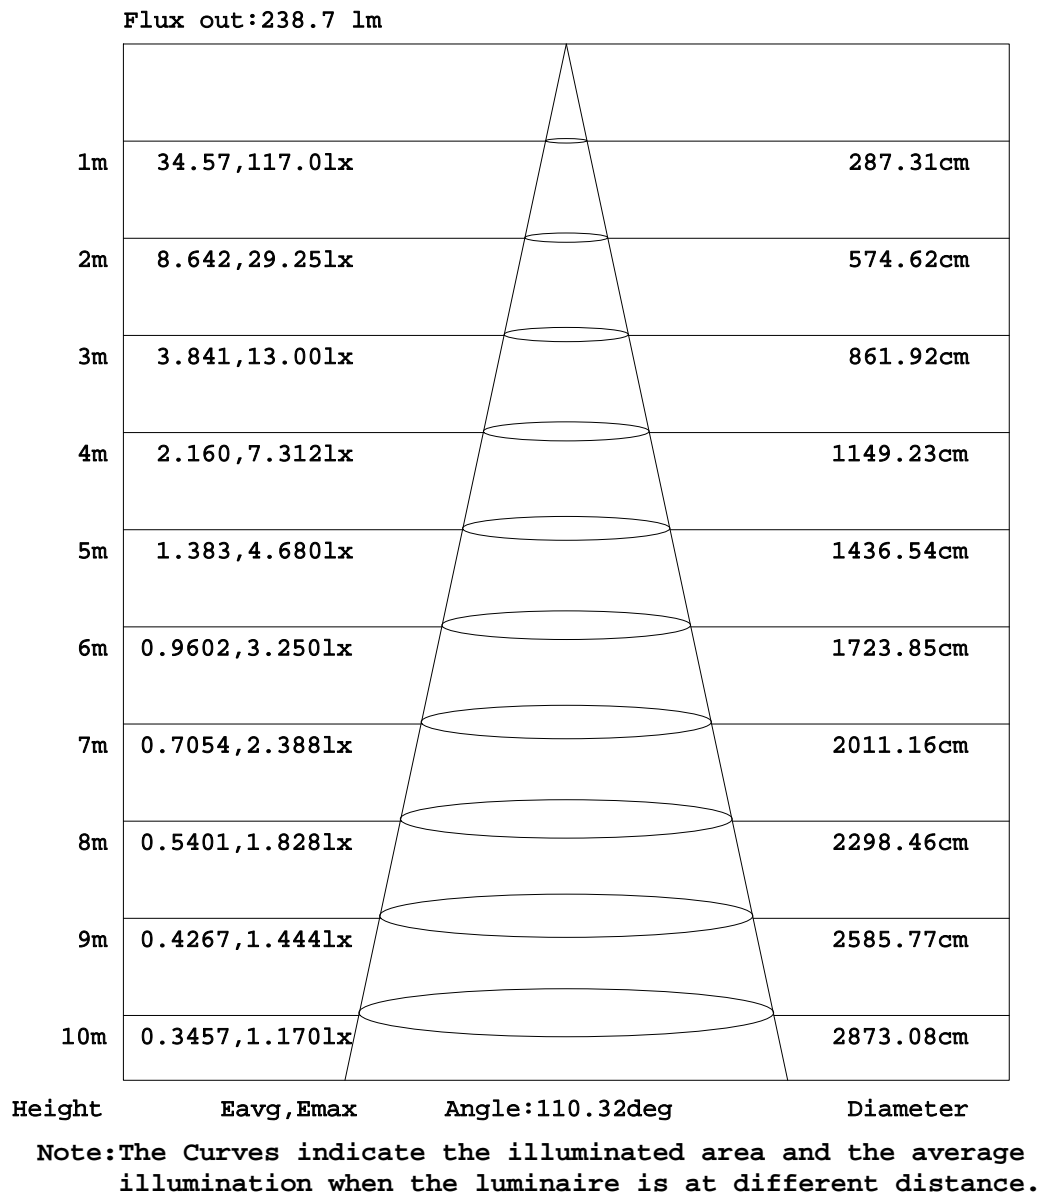 Flux out:238.7 lm
1m 34.57,117.0lx 287.31cm
2m 8.642,29.25lx 574.62cm
3m 3.841,13.00lx 861.92cm
4m 2.160,7.312lx 1149.23cm
5m 1.383,4.680lx 1436.54cm
6m 0.9602,3.250lx 1723.85cm
7m 0.7054,2.388lx 2011.16cm
8m 0.5401,1.828lx 2298.46cm
9m 0.4267,1.444lx 2585.77cm
10m 0.3457,1.170lx 2873.08cm
Height Eavg,Emax Angle:110.32deg Diameter
Note:The Curves indicate the illuminated area and the average
illumination when the luminaire is at different distance.